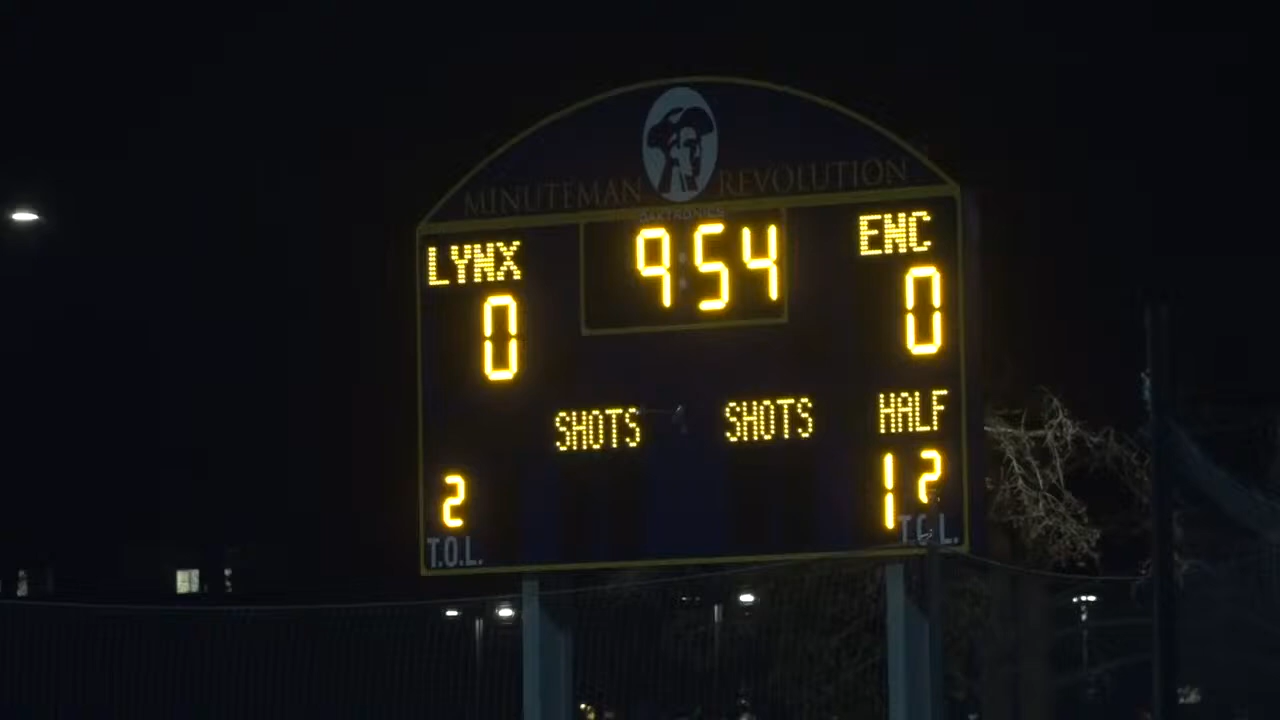 MINUTEMAN REVOLUTION
DAKTRONICS
LYNX 9:54 ENC
0 0
SHOTS SHOTS HALF
2 1 2
T.O.L. T.O.L.